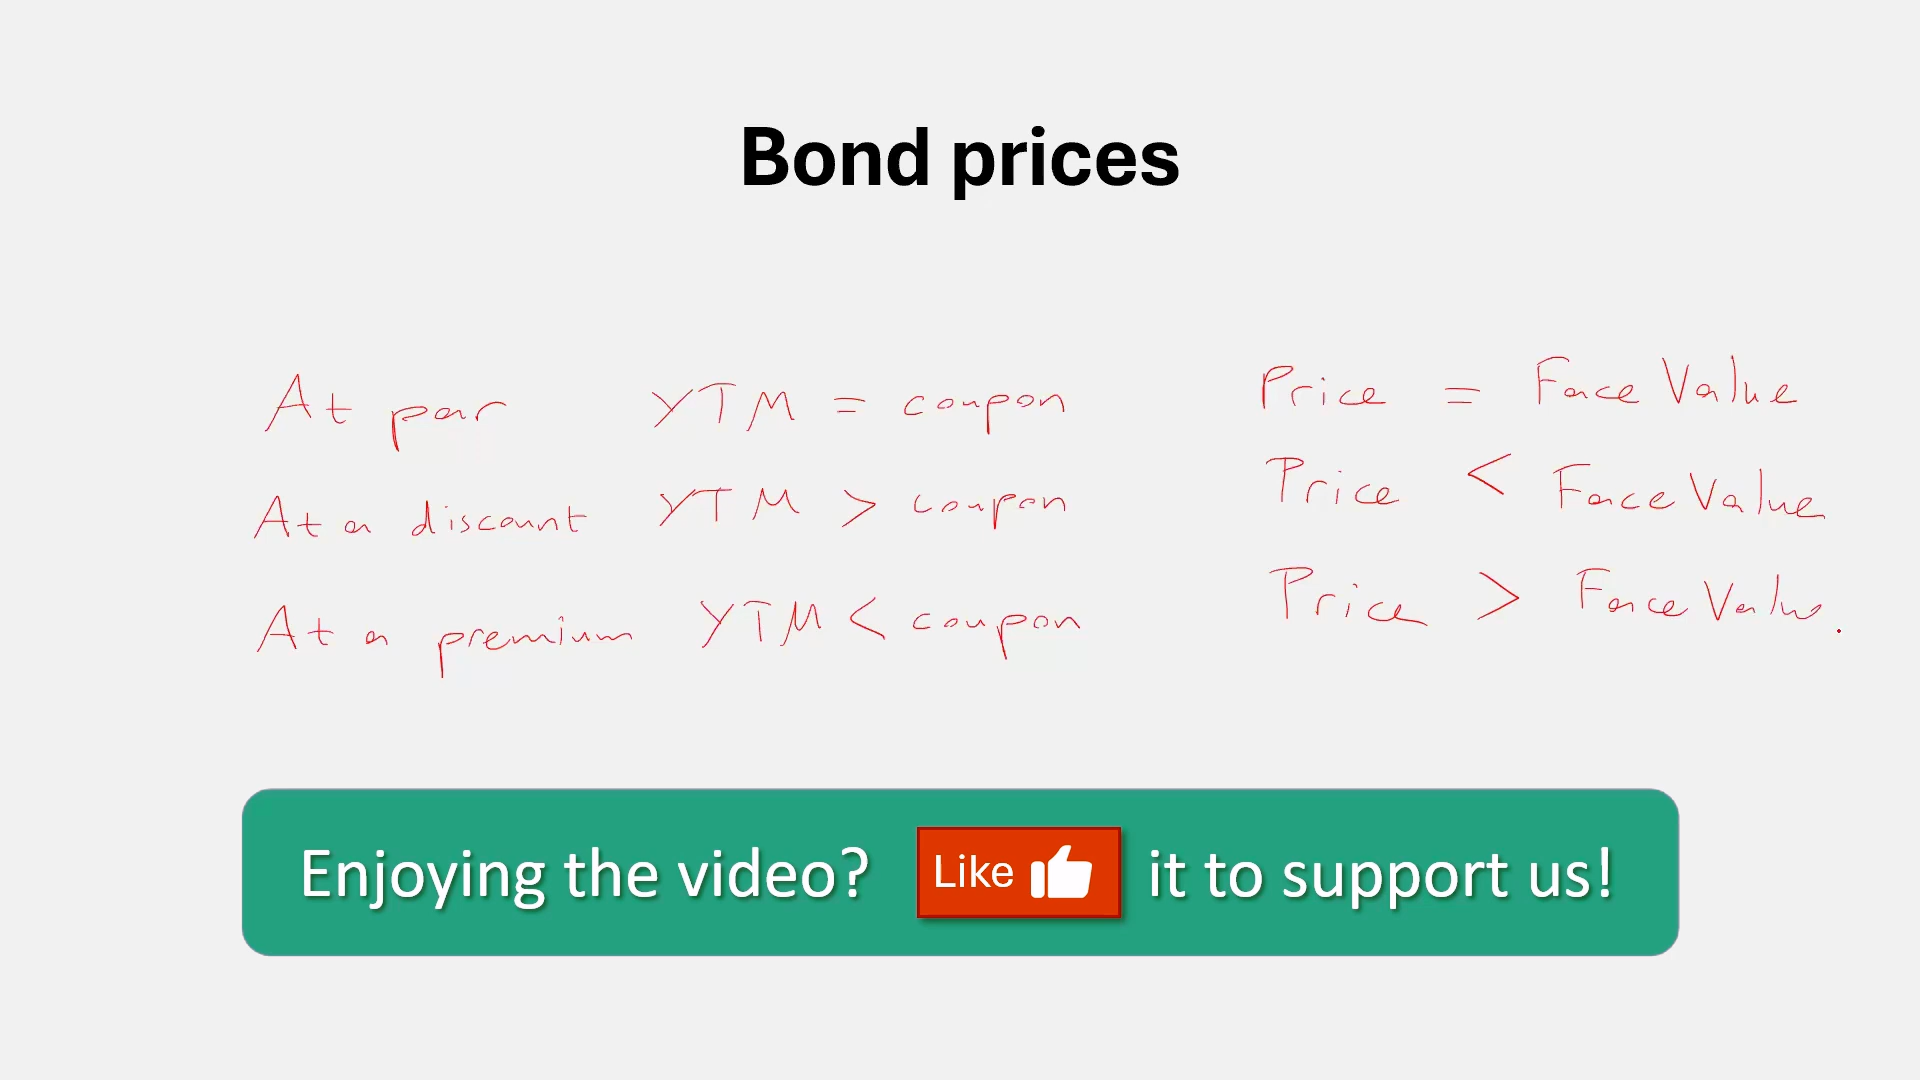 Bond prices
At par YTM = coupon Price = Face Value
At a discount YTM > coupon Price < Face Value
At a premium YTM < coupon Price > Face Value
Enjoying the video? Like it to support us!